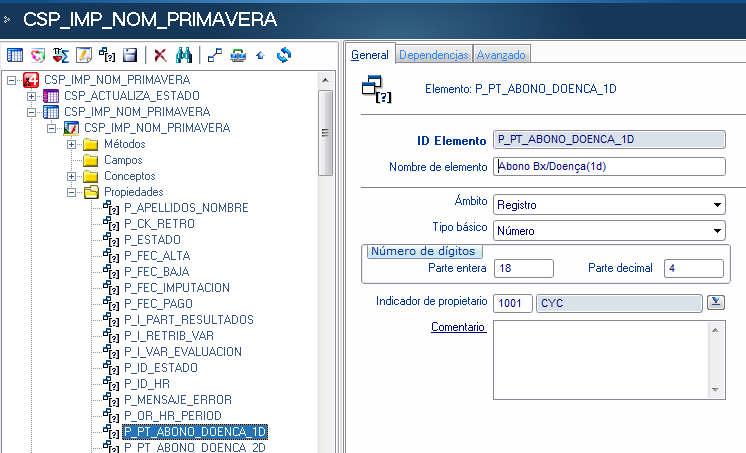 CSP_IMP_NOM_PRIMAVERA
CSP_IMP_NOM_PRIMAVERA
CSP_ACTUALIZA_ESTADO
CSP_IMP_NOM_PRIMAVERA
CSP_IMP_NOM_PRIMAVERA
Métodos
Campos
Conceptos
Propiedades
P_APELLIDOS_NOMBRE
P_CK_RETRO
P_ESTADO
P_FEC_ALTA
P_FEC_BAJA
P_FEC_IMPUTACION
P_FEC_PAGO
P_I_PART_RESULTADOS
P_I_RETRIB_VAR
P_I_VAR_EVALUACION
P_ID_ESTADO
P_ID_HR
P_MENSAJE_ERROR
P_OR_HR_PERIOD
P_PT_ABONO_DOENCA_1D
P_PT_ABONO_DOENCA_2D
General Dependencias Avanzado
Elemento: P_PT_ABONO_DOENCA_1D
ID Elemento P_PT_ABONO_DOENCA_1D
Nombre de elemento Abono Bx/Doença(1d)
Ámbito Registro
Tipo básico Número
Número de dígitos
Parte entera 18 Parte decimal 4
Indicador de propietario 1001 CYC
Comentario